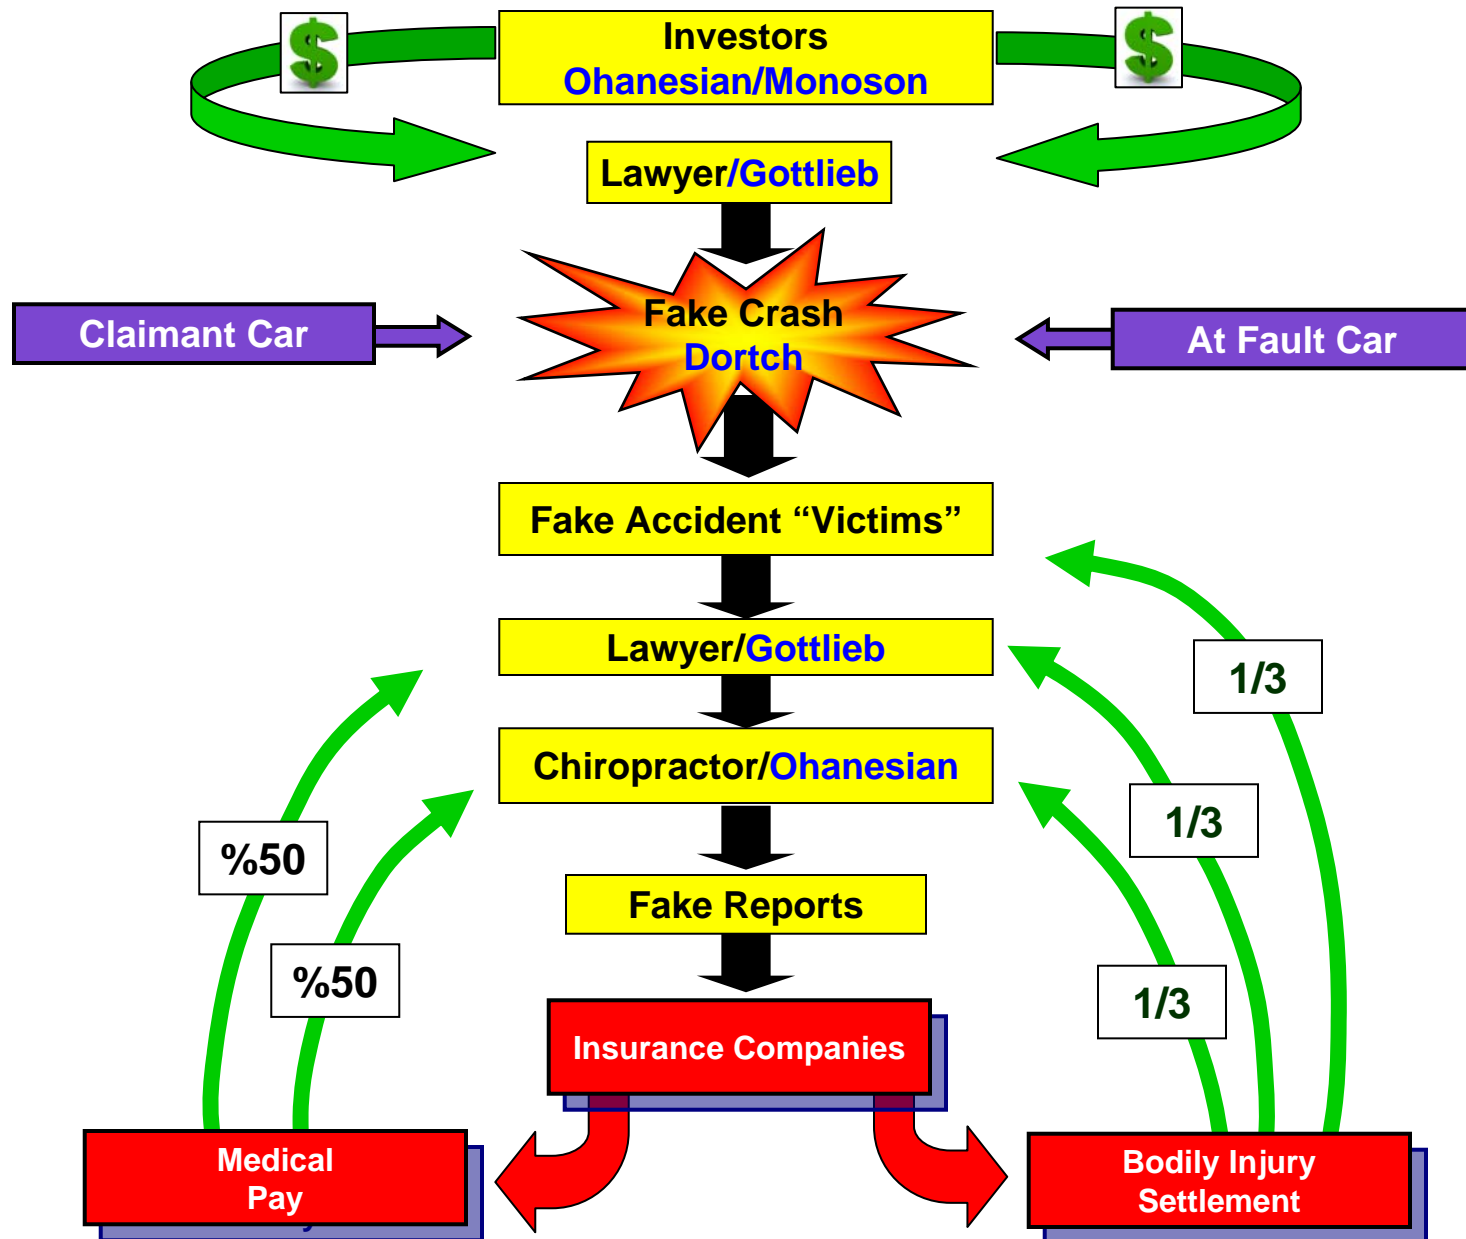 $
$
Investors
Ohanesian/Monoson
Lawyer/Gottlieb
Claimant Car
Fake Crash
Dortch
At Fault Car
Fake Accident “Victims”
Lawyer/Gottlieb
1/3
Chiropractor/Ohanesian
1/3
%50
Fake Reports
%50
1/3
Insurance Companies
Medical
Pay
Bodily Injury
Settlement